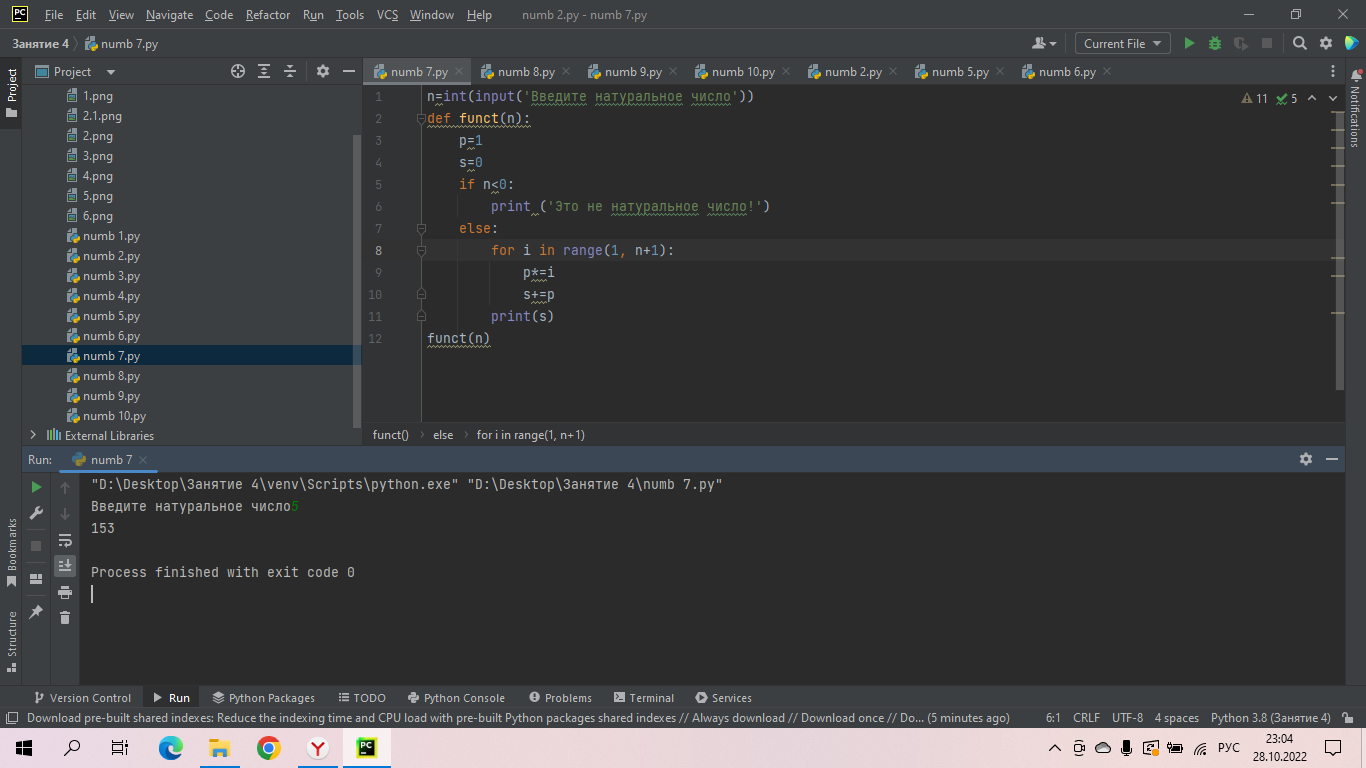 PC File Edit View Navigate Code Refactor Run Tools VCS Window Help numb 2.py - numb 7.py
Занятие 4 numb 7.py Current File
Project Project numb 7.py numb 8.py numb 9.py numb 10.py numb 2.py numb 5.py numb 6.py Notifications
1.png
2.1.png
2.png
3.png
4.png
5.png
6.png
numb 1.py
numb 2.py
numb 3.py
numb 4.py
numb 5.py
numb 6.py
numb 7.py
numb 8.py
numb 9.py
numb 10.py
External Libraries
11 5
1 n=int(input('Введите натуральное число'))
2 def funct(n):
3 p=1
4 s=0
5 if n<0:
6 print ('Это не натуральное число!')
7 else:
8 for i in range(1, n+1):
9 p*=i
10 s+=p
11 print(s)
12 funct(n)
funct() else for i in range(1, n+1)
Run: numb 7
"D:\Desktop\Занятие 4\venv\Scripts\python.exe" "D:\Desktop\Занятие 4\numb 7.py"
Введите натуральное число5
153
Process finished with exit code 0
Bookmarks
Structure
Version Control Run Python Packages TODO Python Console Problems Terminal Services
Download pre-built shared indexes: Reduce the indexing time and CPU load with pre-built Python packages shared indexes // Always download // Download once // Do... (5 minutes ago) 6:1 CRLF UTF-8 4 spaces Python 3.8 (Занятие 4)
PC РУС 23:04
28.10.2022